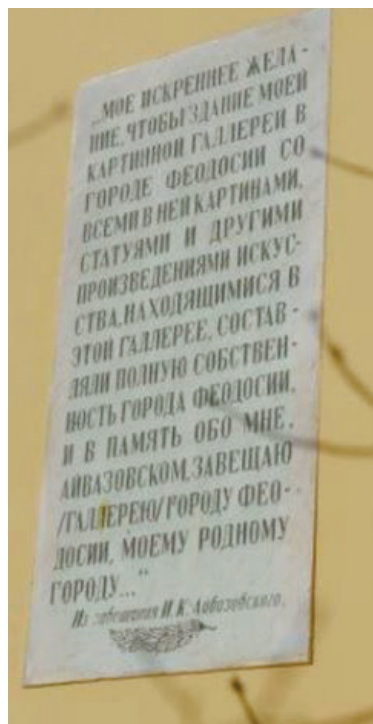 „МОЕ ИСКРЕННЕЕ ЖЕЛА-
НИЕ, ЧТОБЫ ЗДАНИЕ МОЕЙ
КАРТИННОЙ ГАЛЛЕРЕИ В
ГОРОДЕ ФЕОДОСИИ СО
ВСЕМИ В НЕЙ КАРТИНАМИ,
СТАТУЯМИ И ДРУГИМИ
ПРОИЗВЕДЕНИЯМИ ИСКУС-
СТВА, НАХОДЯЩИМИСЯ В
ЭТОЙ ГАЛЛЕРЕЕ, СОСТАВ-
ЛЯЛИ ПОЛНУЮ СОБСТВЕН-
НОСТЬ ГОРОДА ФЕОДОСИИ,
И В ПАМЯТЬ ОБО МНЕ,
АЙВАЗОВСКОМ, ЗАВЕЩАЮ
/ГАЛЛЕРЕЮ/ ГОРОДУ ФЕО-
ДОСИИ, МОЕМУ РОДНОМУ
ГОРОДУ..."
Из завещания И. К. Айвазовского.